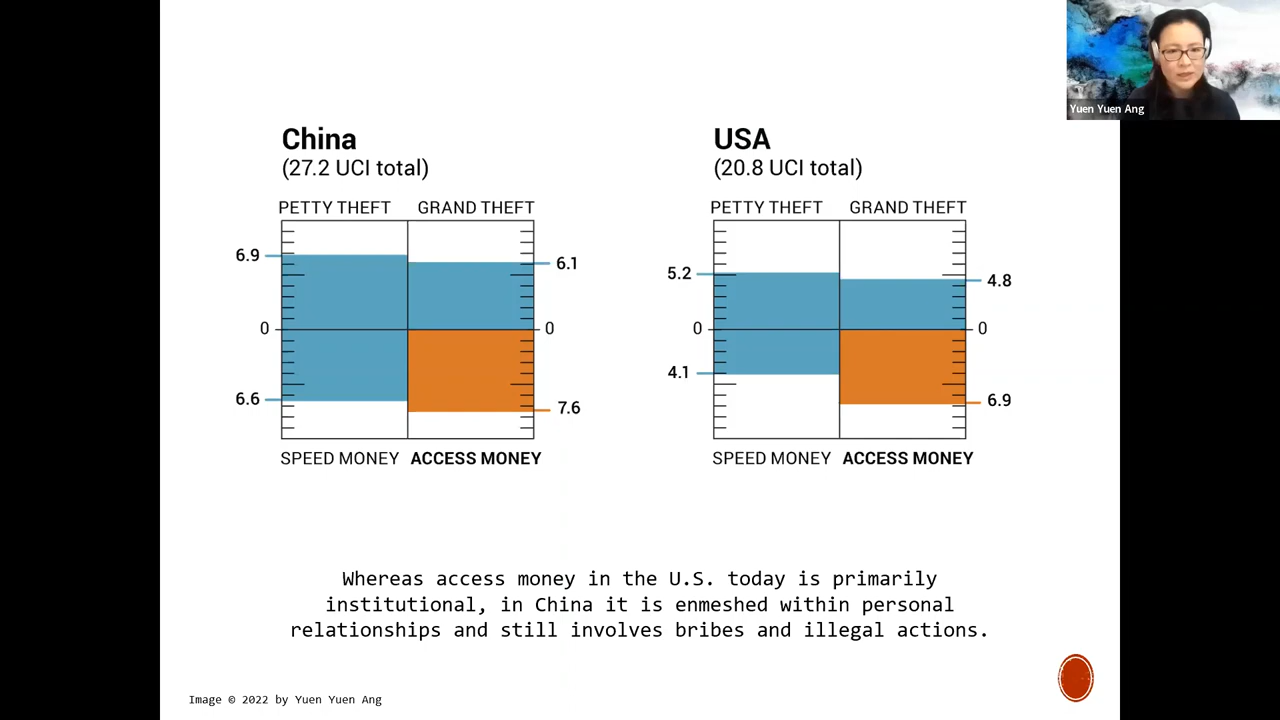 Yuen Yuen Ang
China
(27.2 UCI total)
PETTY THEFT GRAND THEFT
6.9
6.1
0
0
6.6
7.6
SPEED MONEY ACCESS MONEY
USA
(20.8 UCI total)
PETTY THEFT GRAND THEFT
5.2
4.8
0
0
4.1
6.9
SPEED MONEY ACCESS MONEY
Whereas access money in the U.S. today is primarily
institutional, in China it is enmeshed within personal
relationships and still involves bribes and illegal actions.
Image © 2022 by Yuen Yuen Ang